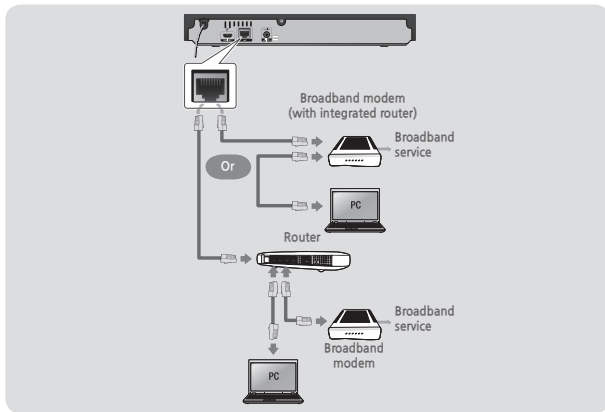 Broadband modem
(with integrated router)
Broadband
service
Or
PC
Router
Broadband
service
Broadband
modem
PC